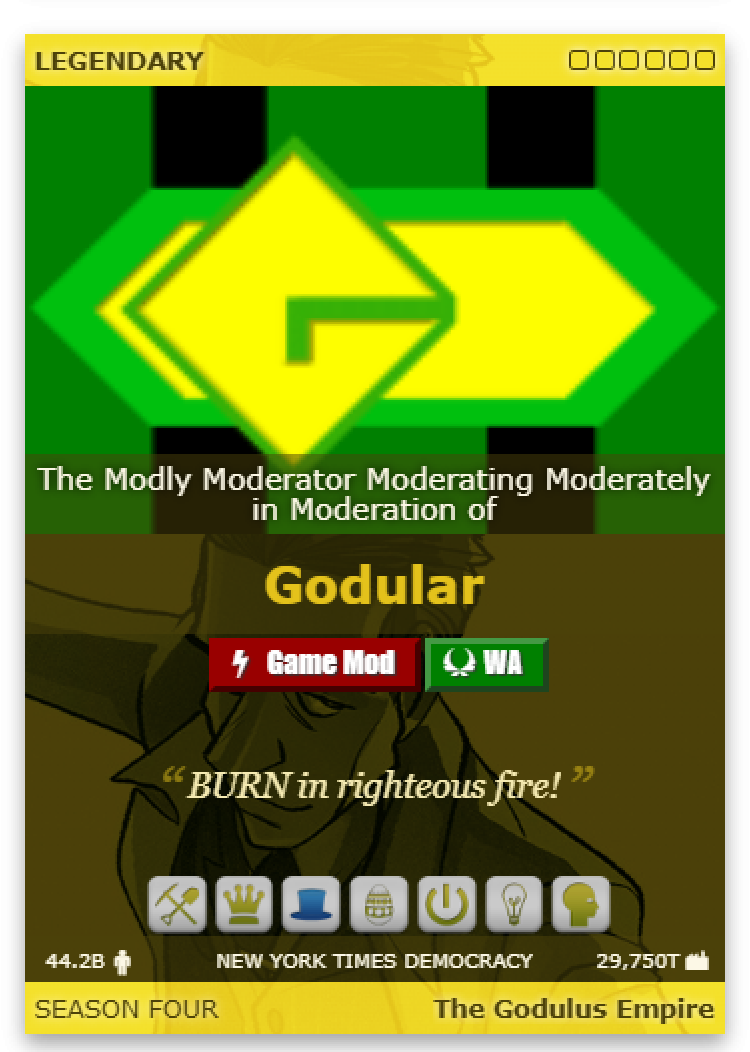 LEGENDARY
The Modly Moderator Moderating Moderately
in Moderation of
Godular
Game Mod WA
“BURN in righteous fire!”
44.2B NEW YORK TIMES DEMOCRACY 29,750T
SEASON FOUR The Godulus Empire